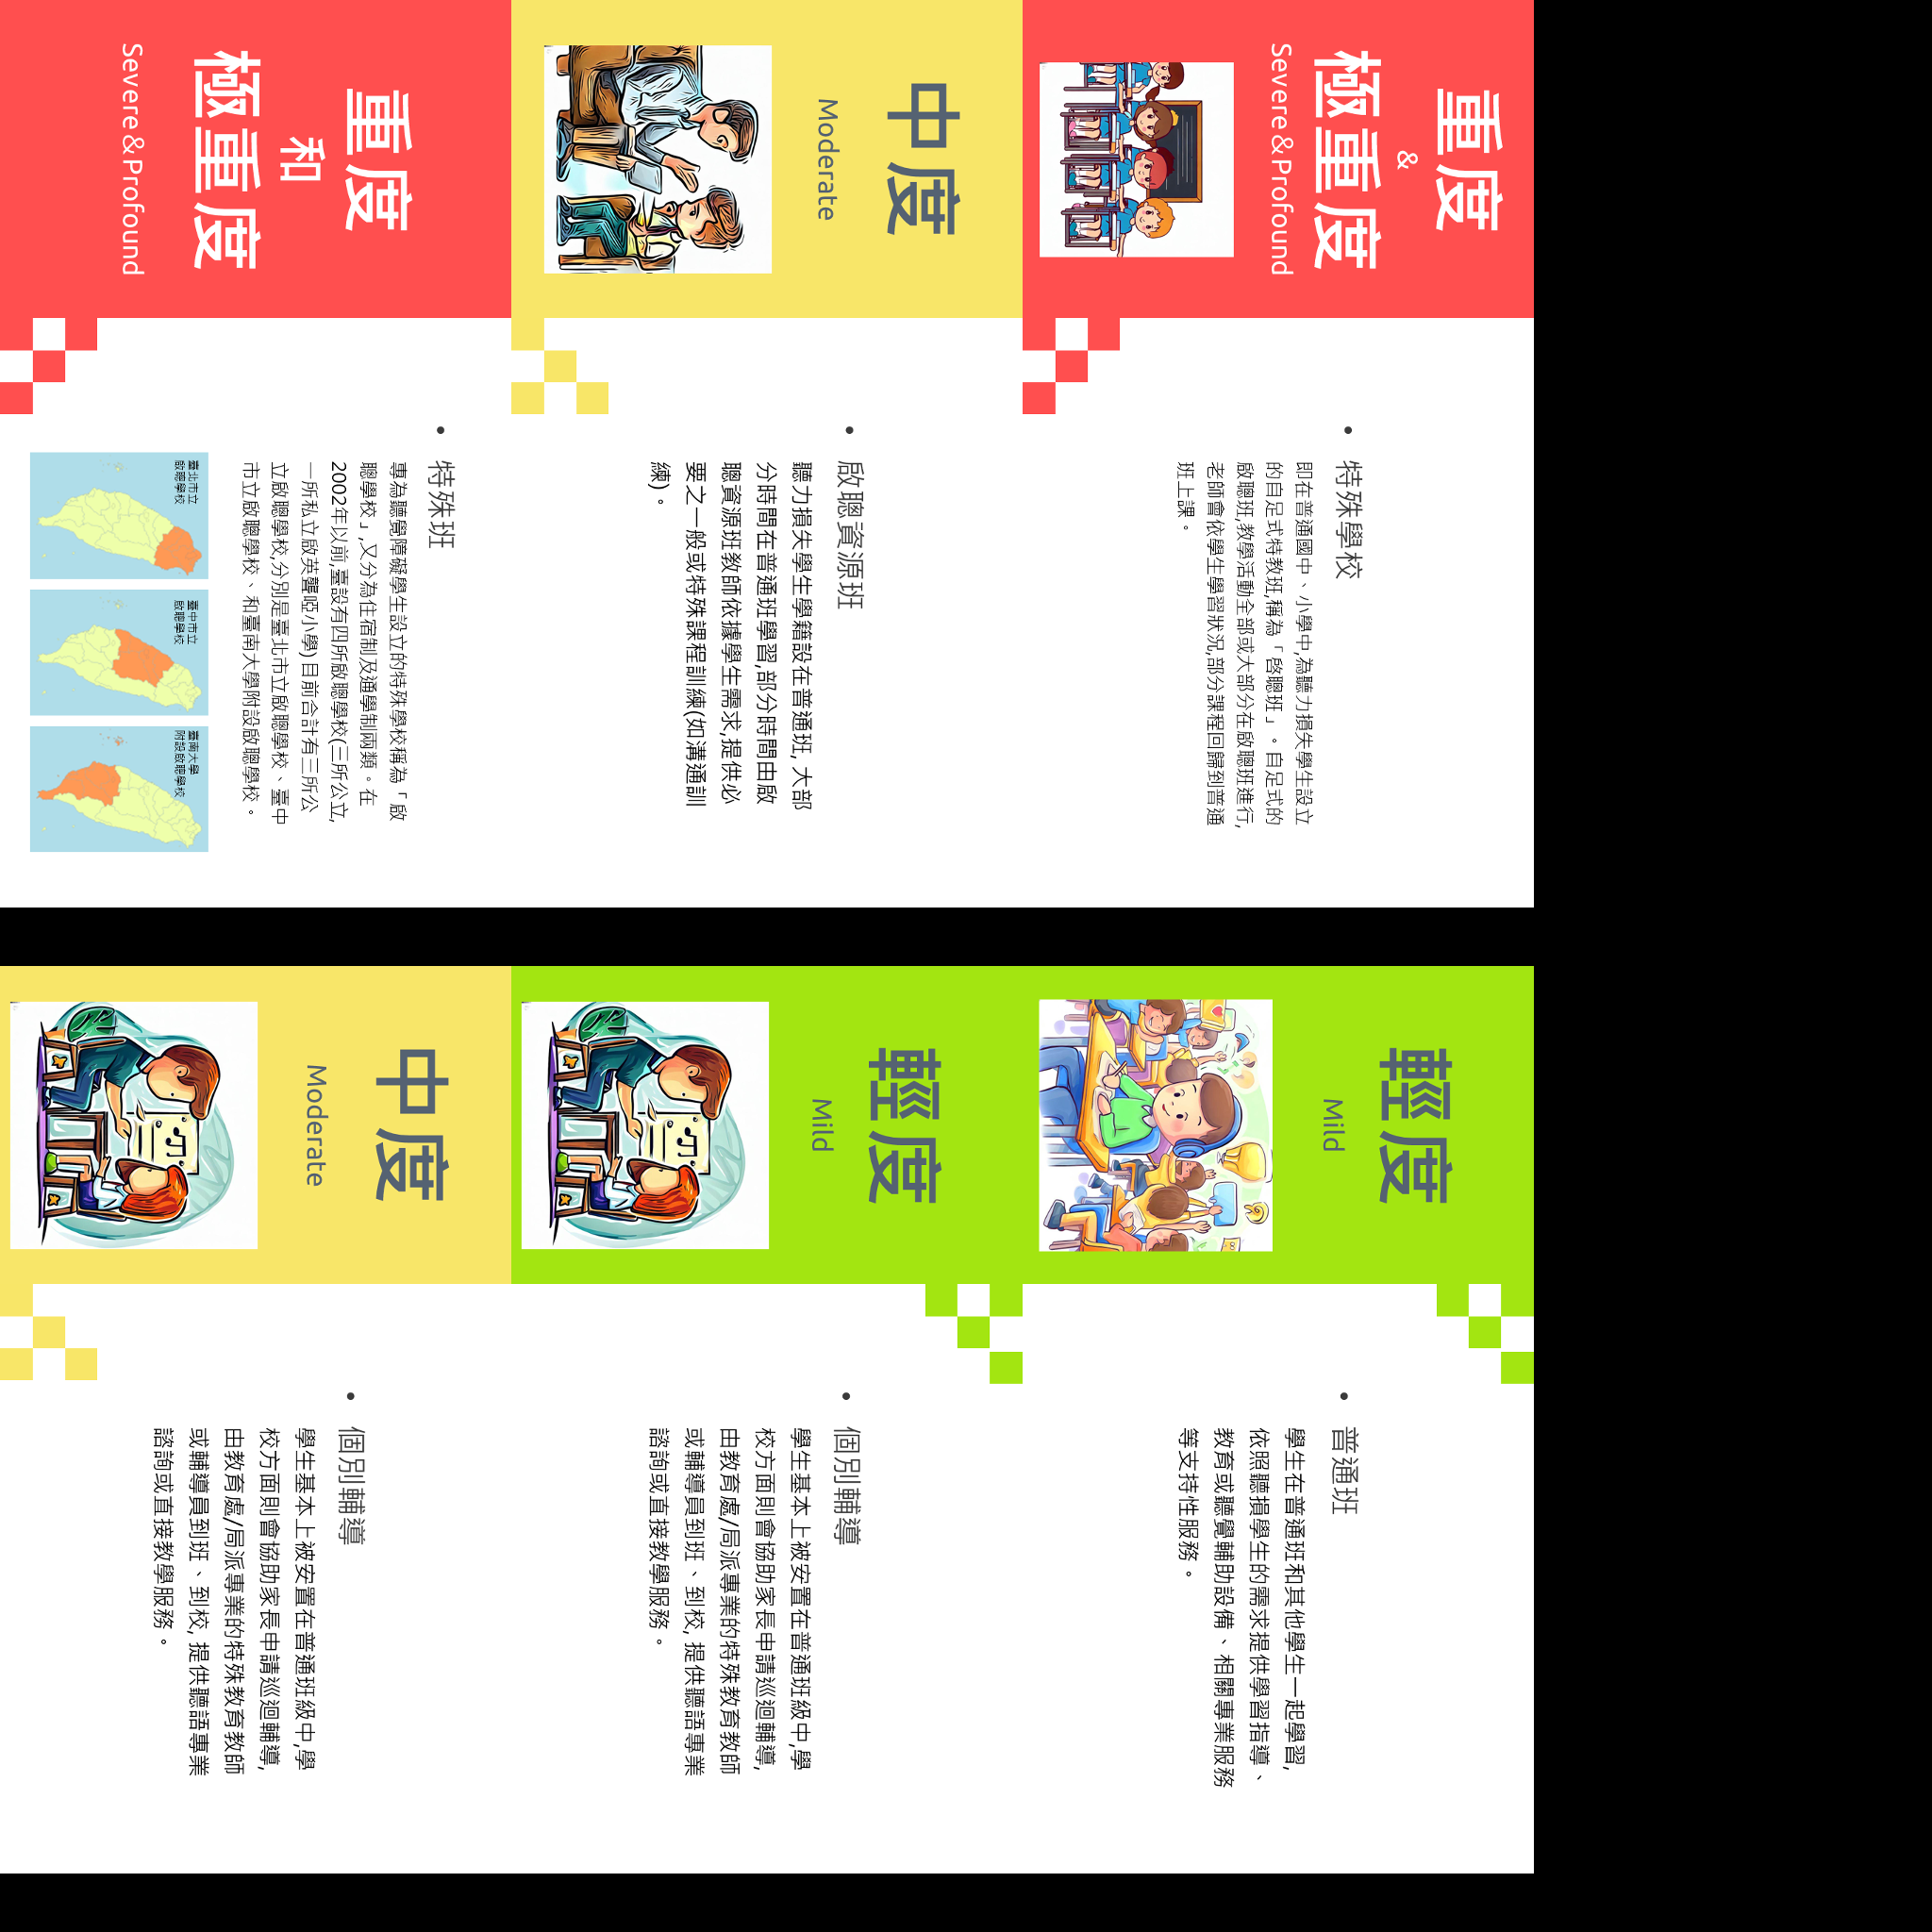 重度
&
極重度
Severe & Profound
• 特殊學校
即在普通國中、小學中,為聽力損失學生設立
的自足式特教班,稱為「啓聰班」。自足式的
啟聰班,教學活動全部或大部分在啟聰班進行,
老師會依學生學習狀況,部分課程回歸到普通
班上課。
輕度
Mild
• 普通班
學生在普通班和其他學生一起學習,
依照聽損學生的需求提供學習指導、
教育或聽覺輔助設備、相關專業服務
等支持性服務。
中度
Moderate
• 啟聰資源班
聽力損失學生學籍設在普通班, 大部
分時間在普通班學習,部分時間由啟
聰資源班教師依據學生需求,提供必
要之一般或特殊課程訓練(如溝通訓
練)。
輕度
Mild
• 個別輔導
學生基本上被安置在普通班級中,學
校方面則會協助家長申請巡迴輔導,
由教育處/局派專業的特殊教育教師
或輔導員到班、到校, 提供聽語專業
諮詢或直接教學服務。
重度
和
極重度
Severe & Profound
• 特殊班
專為聽覺障礙學生設立的特殊學校稱為「啟
聰學校」,又分為住宿制及通學制兩類。在
2002年以前,臺設有四所啟聰學校(三所公立,
一所私立啟英聾啞小學) 目前合計有三所公
立啟聰學校,分別是臺北市立啟聰學校、臺中
市立啟聰學校、和臺南大學附設啟聰學校。
臺北市立
啟聰學校
臺中市立
啟聰學校
臺南大學
附設啟聰學校
中度
Moderate
• 個別輔導
學生基本上被安置在普通班級中,學
校方面則會協助家長申請巡迴輔導,
由教育處/局派專業的特殊教育教師
或輔導員到班、到校, 提供聽語專業
諮詢或直接教學服務。